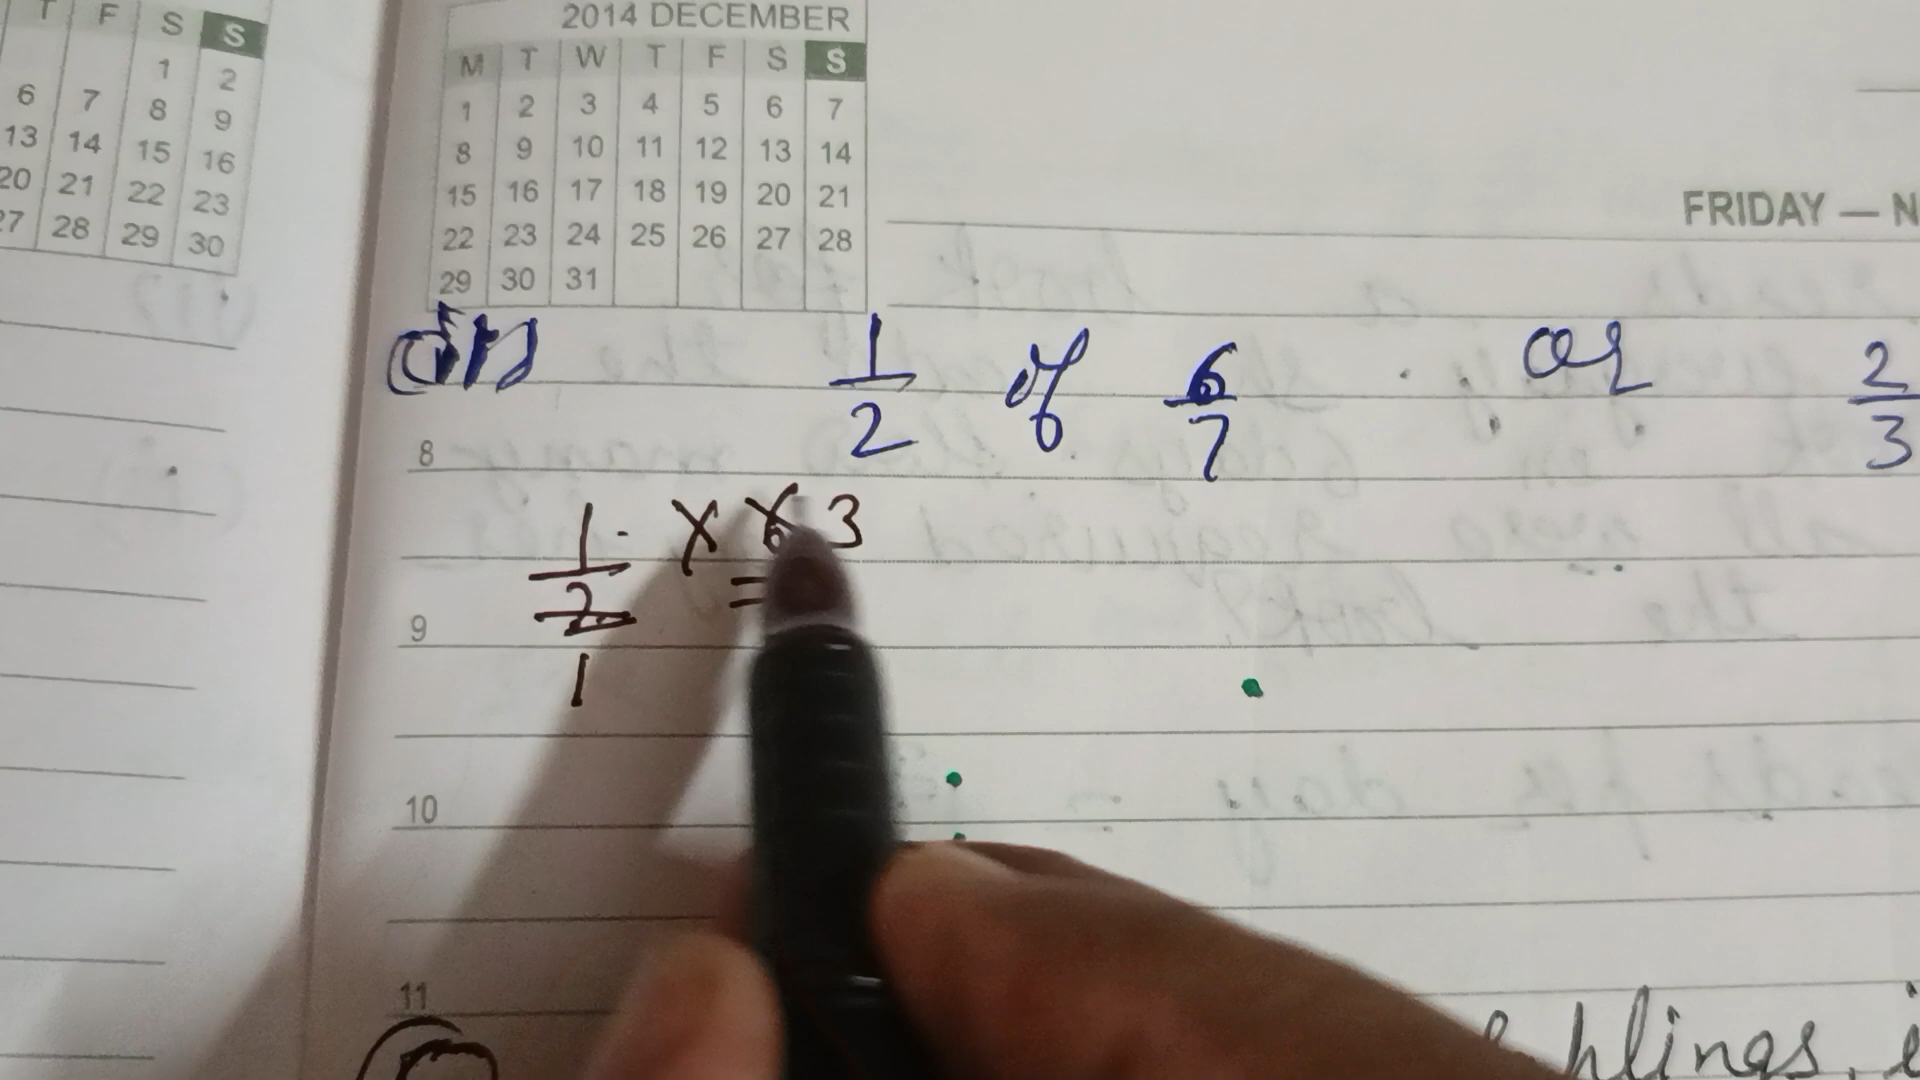 T F S S
1 2
6 7 8 9
13 14 15 16
20 21 22 23
27 28 29 30
2014 DECEMBER
M T W T F S S
1 2 3 4 5 6 7
8 9 10 11 12 13 14
15 16 17 18 19 20 21
22 23 24 25 26 27 28
29 30 31
FRIDAY — N
1/2 of 6/7 or 2/3
8
1/2 X 6 3
9
1
10
11